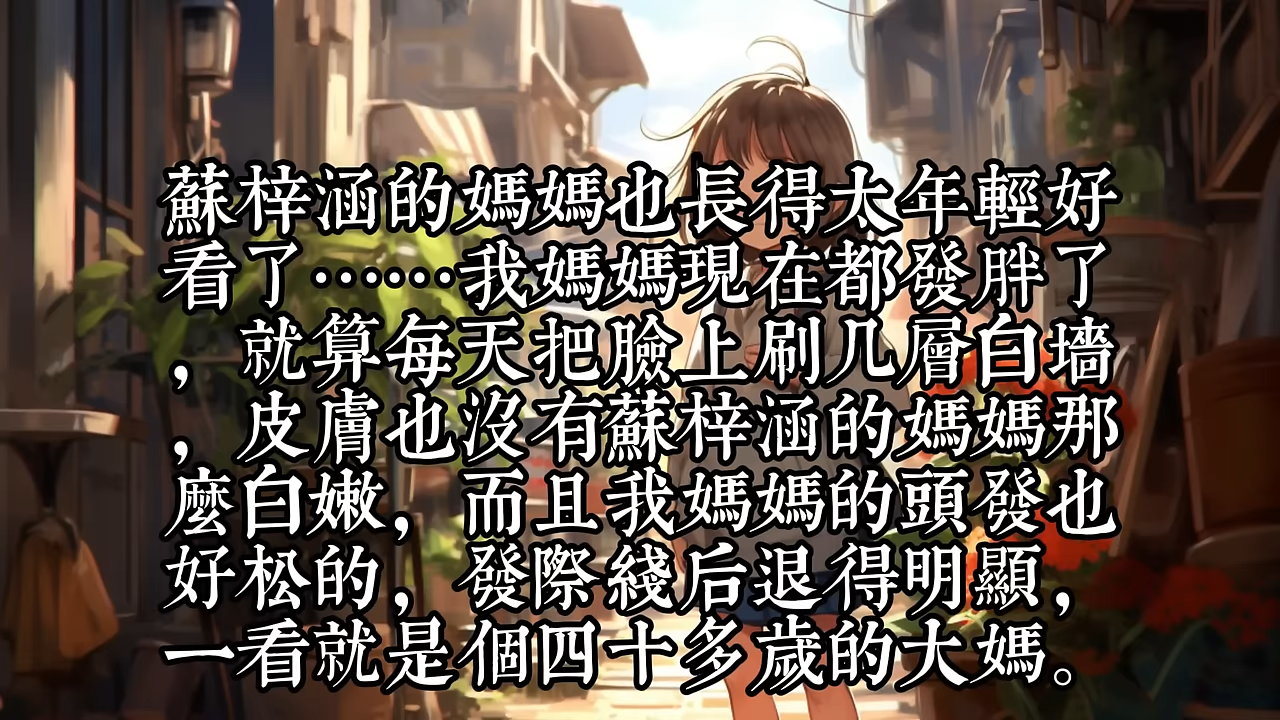 蘇梓涵的媽媽也長得太年輕好
看了……我媽媽現在都發胖了
，就算每天把臉上刷几層白墻
，皮膚也沒有蘇梓涵的媽媽那
麼白嫩，而且我媽媽的頭發也
好松的，發際綫后退得明顯，
一看就是個四十多歲的大媽。